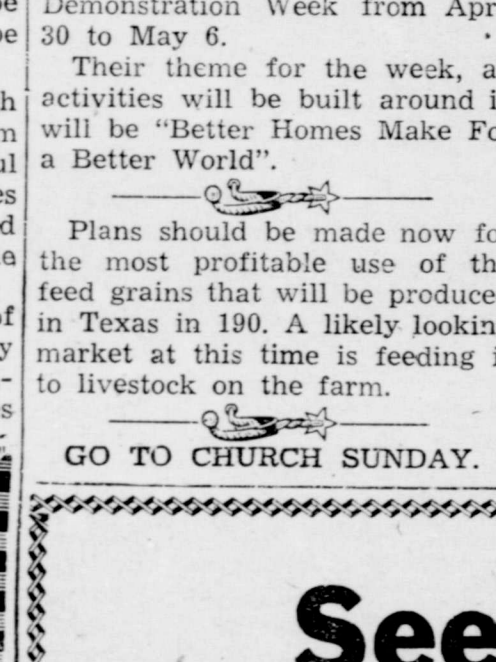 Demonstration Week from Apr
30 to May 6.
Their theme for the week, a
activities will be built around i
will be "Better Homes Make Fo
a Better World".
Plans should be made now fo
the most profitable use of th
feed grains that will be produce
in Texas in 190. A likely lookin
market at this time is feeding i
to livestock on the farm.
GO TO CHURCH SUNDAY.
See